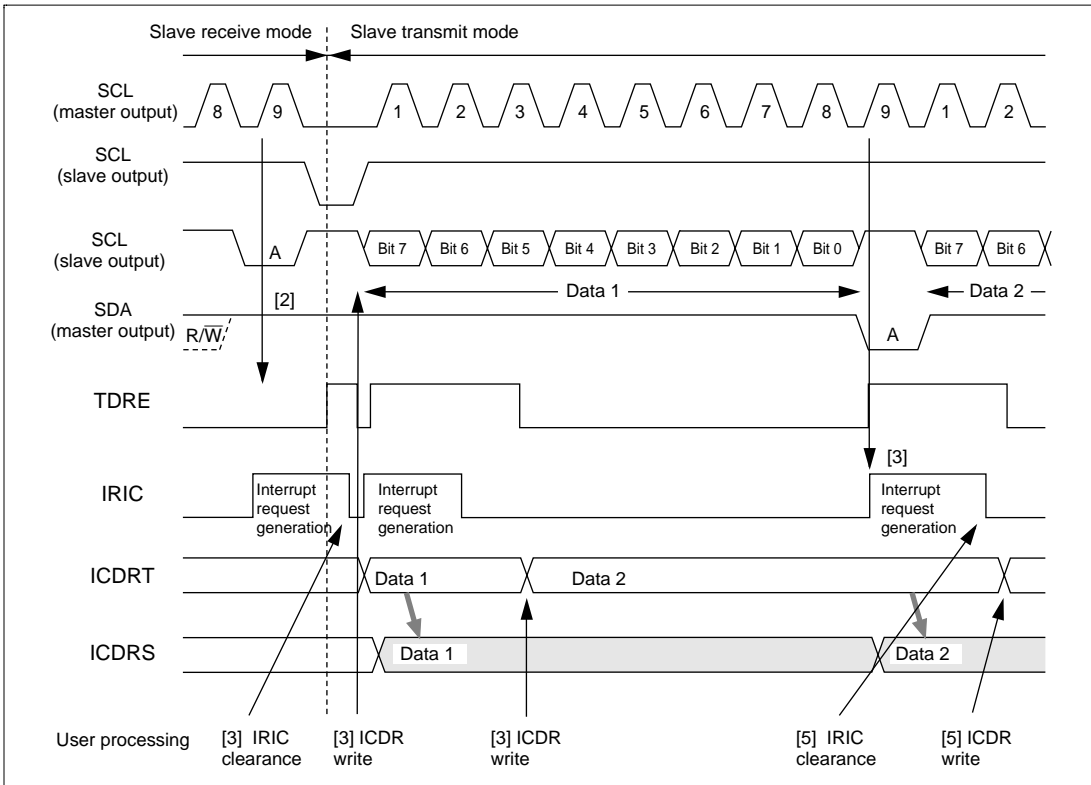 Slave receive mode
Slave transmit mode
SCL
(master output)
8
9
1
2
3
4
5
6
7
8
9
1
2
SCL
(slave output)
SCL
(slave output)
A
Bit 7
Bit 6
Bit 5
Bit 4
Bit 3
Bit 2
Bit 1
Bit 0
Bit 7
Bit 6
[2]
Data 1
Data 2
SDA
(master output)
R/W̅
A
TDRE
[3]
IRIC
Interrupt
request
generation
Interrupt
request
generation
Interrupt
request
generation
ICDRT
Data 1
Data 2
ICDRS
Data 1
Data 2
User processing
[3] IRIC
clearance
[3] ICDR
write
[3] ICDR
write
[5] IRIC
clearance
[5] ICDR
write